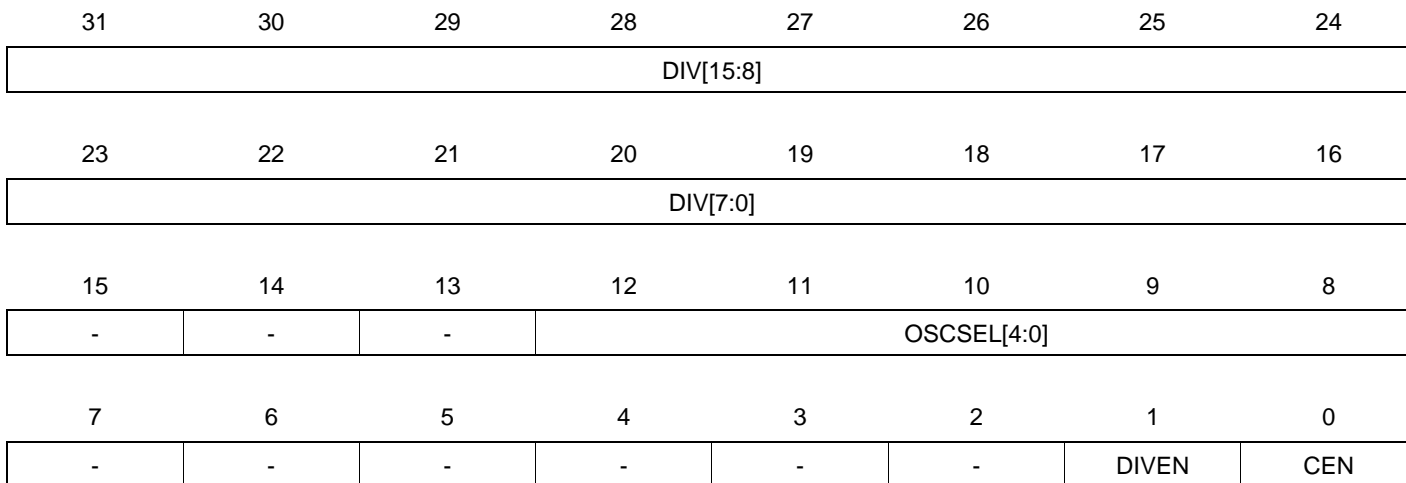 31 30 29 28 27 26 25 24
DIV[15:8]
23 22 21 20 19 18 17 16
DIV[7:0]
15 14 13 12 11 10 9 8
- - - OSCSEL[4:0]
7 6 5 4 3 2 1 0
- - - - - - DIVEN CEN